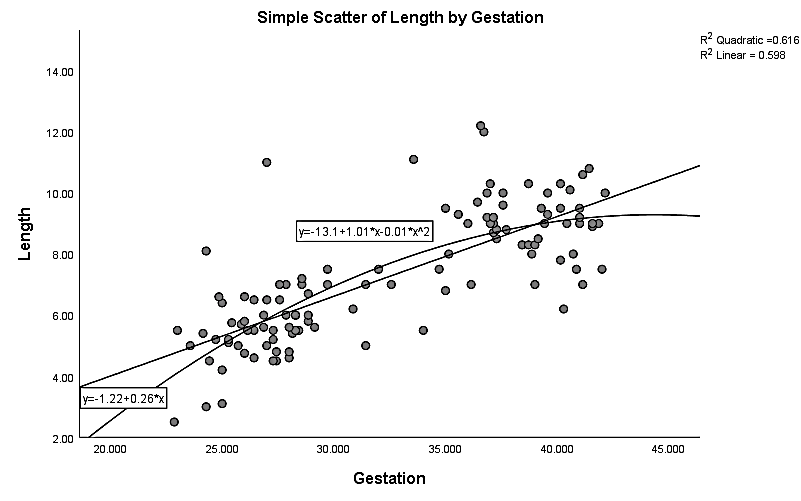 Simple Scatter of Length by Gestation
R2 Quadratic =0.616
R2 Linear = 0.598
14.00
12.00
10.00
8.00
6.00
4.00
2.00
Length
y=-13.1+1.01*x-0.01*x^2
y=-1.22+0.26*x
20.000 25.000 30.000 35.000 40.000 45.000
Gestation